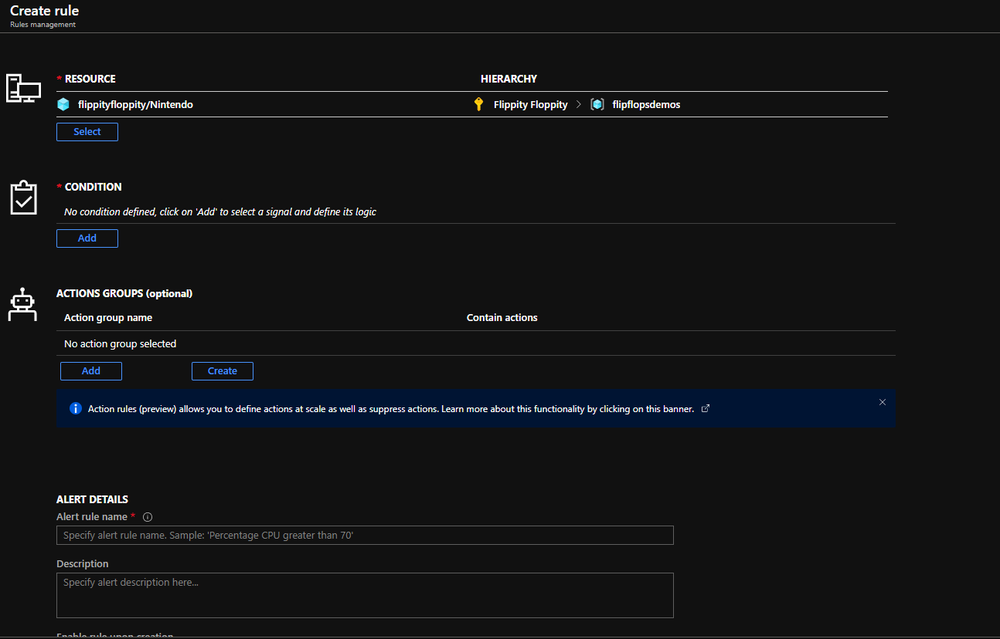 Create rule
Rules management
* RESOURCE HIERARCHY
flippityfloppity/Nintendo Flippity Floppity > flipflopsdemos
Select
* CONDITION
No condition defined, click on 'Add' to select a signal and define its logic
Add
ACTIONS GROUPS (optional)
Action group name Contain actions
No action group selected
Add Create
Action rules (preview) allows you to define actions at scale as well as suppress actions. Learn more about this functionality by clicking on this banner.
ALERT DETAILS
Alert rule name *
Specify alert rule name. Sample: 'Percentage CPU greater than 70'
Description
Specify alert description here...
Enable rule upon creation